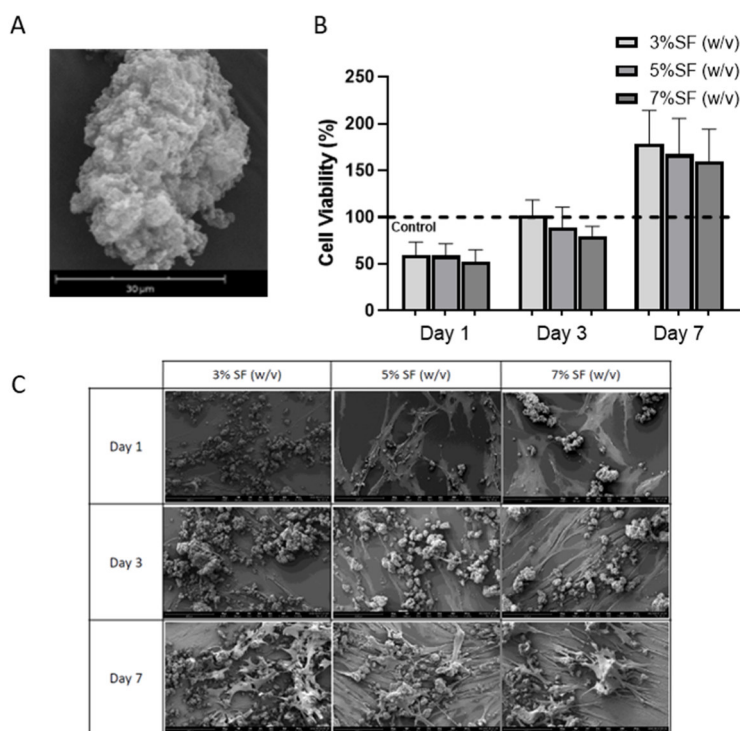 A
30 µm
B
3%SF (w/v)
5%SF (w/v)
7%SF (w/v)
Cell Viability (%)
250
200
150
100
50
0
Control
Day 1
Day 3
Day 7
C
3% SF (w/v)
5% SF (w/v)
7% SF (w/v)
Day 1
Day 3
Day 7